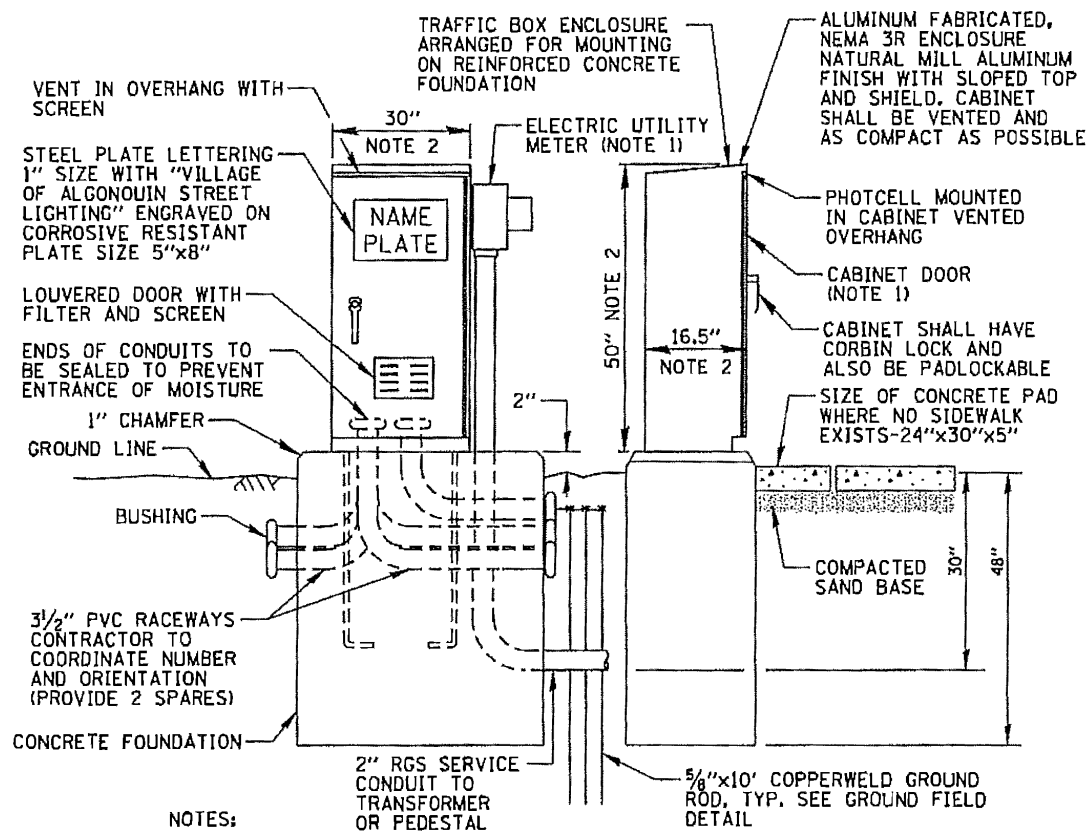 TRAFFIC BOX ENCLOSURE
ARRANGED FOR MOUNTING
ON REINFORCED CONCRETE
FOUNDATION
ALUMINUM FABRICATED,
NEMA 3R ENCLOSURE
NATURAL MILL ALUMINUM
FINISH WITH SLOPED TOP
AND SHIELD. CABINET
SHALL BE VENTED AND
AS COMPACT AS POSSIBLE
VENT IN OVERHANG WITH
SCREEN
30"
NOTE 2
ELECTRIC UTILITY
METER (NOTE 1)
STEEL PLATE LETTERING
1" SIZE WITH "VILLAGE
OF ALGONOUIN STREET
LIGHTING" ENGRAVED ON
CORROSIVE RESISTANT
PLATE SIZE 5"x8"
NAME
PLATE
50" NOTE 2
PHOTCELL MOUNTED
IN CABINET VENTED
OVERHANG
CABINET DOOR
(NOTE 1)
LOUVERED DOOR WITH
FILTER AND SCREEN
16.5"
NOTE 2
CABINET SHALL HAVE
CORBIN LOCK AND
ALSO BE PADLOCKABLE
ENDS OF CONDUITS TO
BE SEALED TO PREVENT
ENTRANCE OF MOISTURE
2"
SIZE OF CONCRETE PAD
WHERE NO SIDEWALK
EXISTS-24"x30"x5"
1" CHAMFER
GROUND LINE
BUSHING
COMPACTED
SAND BASE
30"
48"
3 1/2" PVC RACEWAYS
CONTRACTOR TO
COORDINATE NUMBER
AND ORIENTATION
(PROVIDE 2 SPARES)
CONCRETE FOUNDATION
2" RGS SERVICE
CONDUIT TO
TRANSFORMER
OR PEDESTAL
5/8"x10' COPPERWELD GROUND
ROD, TYP. SEE GROUND FIELD
DETAIL
NOTES: